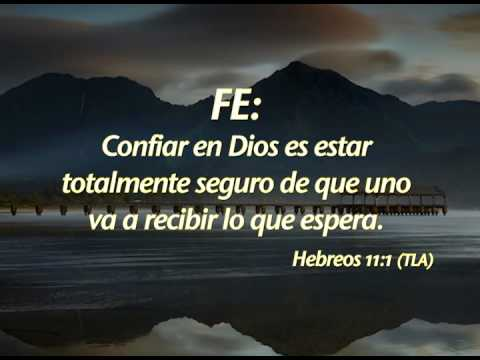 FE:
Confiar en Dios es estar
totalmente seguro de que uno
va a recibir lo que espera.
Hebreos 11:1 (TLA)